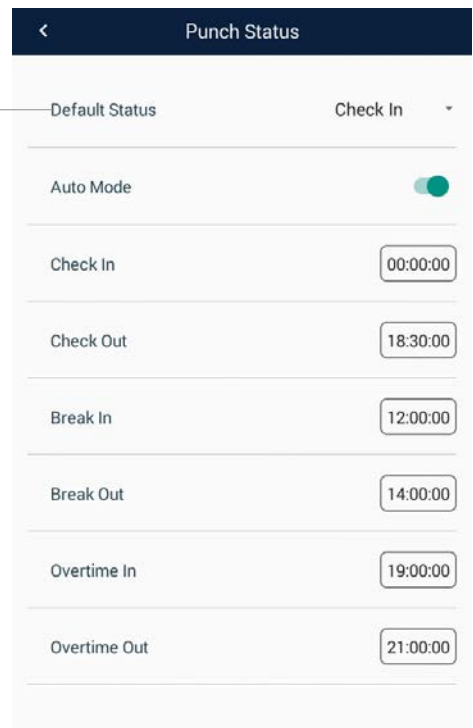 Punch Status
Default Status Check In
Auto Mode
Check In 00:00:00
Check Out 18:30:00
Break In 12:00:00
Break Out 14:00:00
Overtime In 19:00:00
Overtime Out 21:00:00